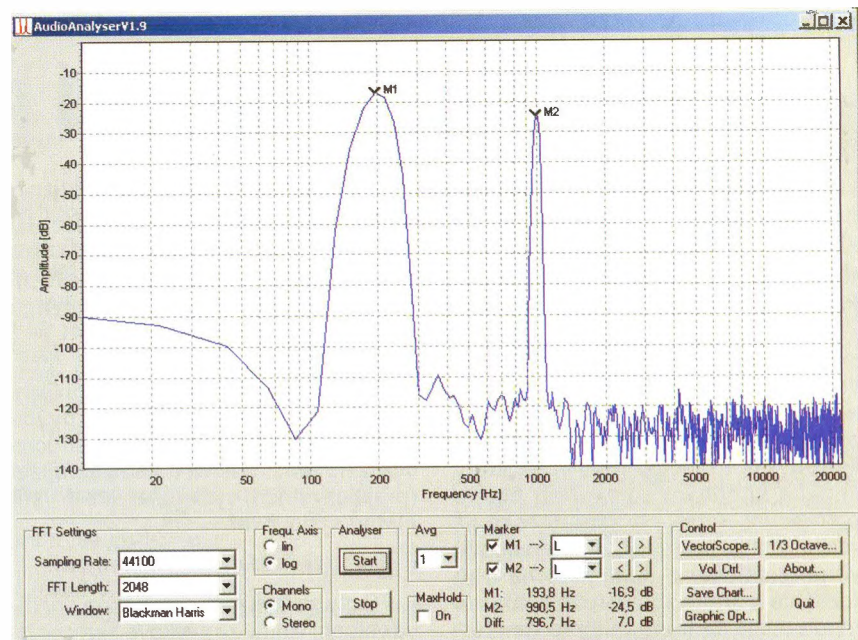 AudioAnalyserV1.9
M1
M2
-10
-20
-30
-40
-50
-60
-70
-80
-90
-100
-110
-120
-130
-140
Amplitude [dB]
20 50 100 200 500 1000 2000 5000 10000 20000
Frequency [Hz]
FFT Settings
Sampling Rate: 44100
FFT Length: 2048
Window: Blackman Harris
Frequ. Axis
lin
log
Channels
Mono
Stereo
Analyser
Start
Stop
Avg
1
MaxHold
On
Marker
M1 --> L < >
M2 --> L < >
M1: 193,8 Hz -16,9 dB
M2: 990,5 Hz -24,5 dB
Diff: 796,7 Hz 7,0 dB
Control
VectorScope... 1/3 Octave...
Vol. Ctrl. About...
Save Chart...
Graphic Opt...
Quit